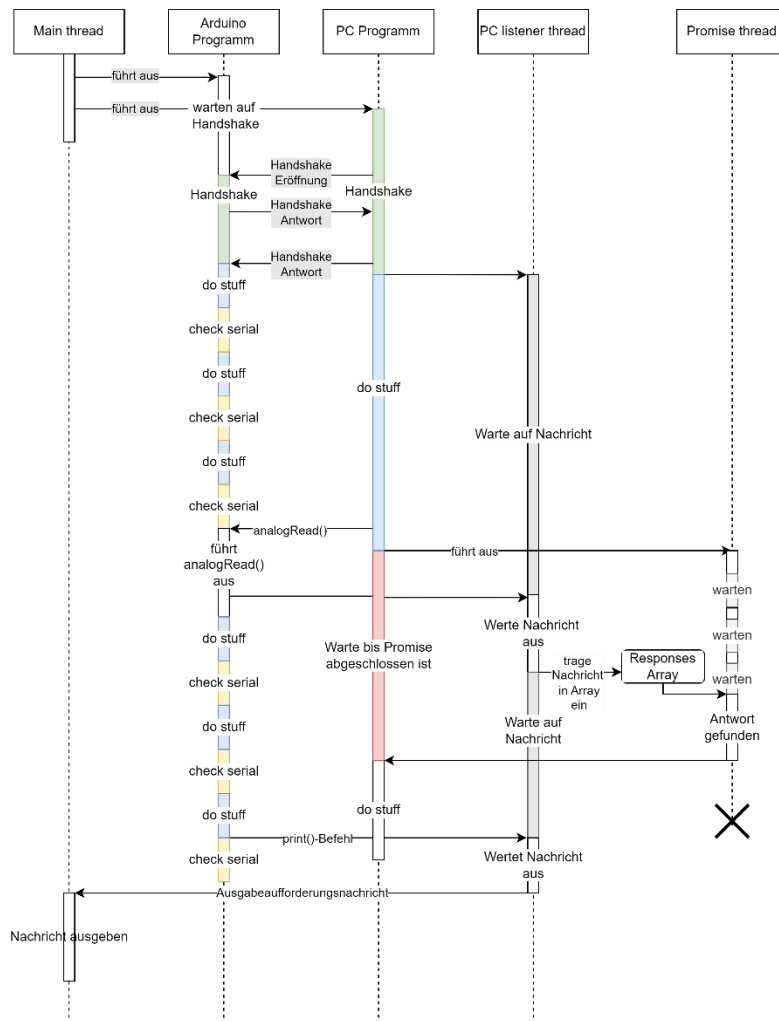 Main thread
Arduino
Programm
PC Programm
PC listener thread
Promise thread
führt aus
führt aus
warten auf
Handshake
Handshake
Eröffnung
Handshake
Handshake
Handshake
Antwort
Handshake
Antwort
do stuff
check serial
do stuff
do stuff
check serial
Warte auf Nachricht
do stuff
check serial
analogRead()
führt
analogRead()
aus
führt aus
warten
Werte Nachricht
aus
do stuff
warten
Warte bis Promise
abgeschlossen ist
trage
Nachricht
in Array
ein
Responses
Array
check serial
warten
do stuff
Warte auf
Nachricht
Antwort
gefunden
check serial
do stuff
do stuff
print()-Befehl
check serial
Wertet Nachricht
aus
Ausgabeaufforderungsnachricht
Nachricht ausgeben